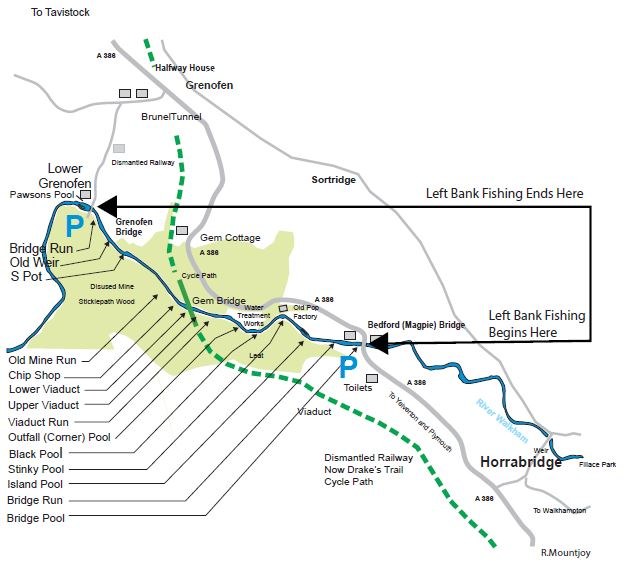 To Tavistock
A 386
Halfway House
Grenofen
BrunelTunnel
Dismantled Railway
Lower
Grenofen
Pawsons Pool
Sortridge
Left Bank Fishing Ends Here
P
Grenofen
Bridge
Bridge Run
Old Weir
S Pot
Gem Cottage
A 386
Cycle Path
Disused Mine
Sticklepath Wood
Gem Bridge
Water
Treatment
Works
Old Pop
Factory
A 386
Left Bank Fishing
Begins Here
Bedford (Magpie) Bridge
Leat
P
Toilets
A 386
Old Mine Run
Chip Shop
Lower Viaduct
Upper Viaduct
Viaduct Run
Outfall (Corner) Pool
Black Pool
Stinky Pool
Island Pool
Bridge Run
Bridge Pool
Viaduct
To Yelverton and Plymouth
River Walkham
Dismantled Railway
Now Drake's Trail
Cycle Path
Weir
Horrabridge
Fillace Park
A 386
To Walkhampton
R.Mountjoy